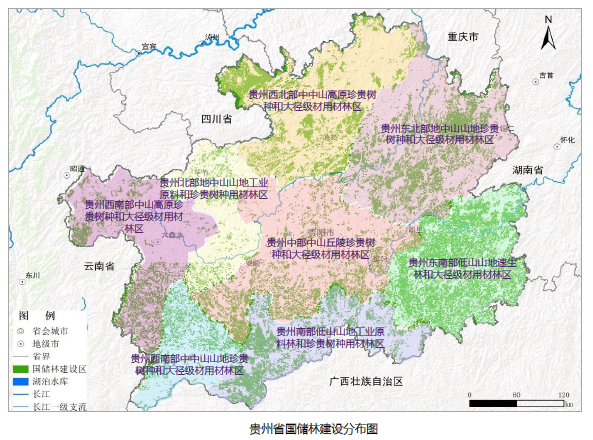 N
泸州
宜宾
重庆市
吉首
四川省
贵州西北部中中山高原珍贵树
种和大径级材用材林区
贵州东北部地中山山地珍贵
树种和大径级材用材林区
怀化
湖南省
昭通
贵州北部地中山山地工业
原料和珍贵树种用材林区
贵州西南部中山高原珍
贵树种和大径级材用材
林区
六盘水
贵阳市
贵州中部中山丘陵珍贵树
种和大径级材用材林区
贵州东南部低山山地速生
林和大径级材用材林区
云南省
东川
图 例
省会城市
地级市
省界
国储林建设区
湖泊水库
长江
长江一级支流
贵州南部低山山地工业原
料林和珍贵树种用材林区
贵州西南部中中山山地珍贵
树种和大径级材用材林区
广西壮族自治区
0 60 120
km
贵州省国储林建设分布图